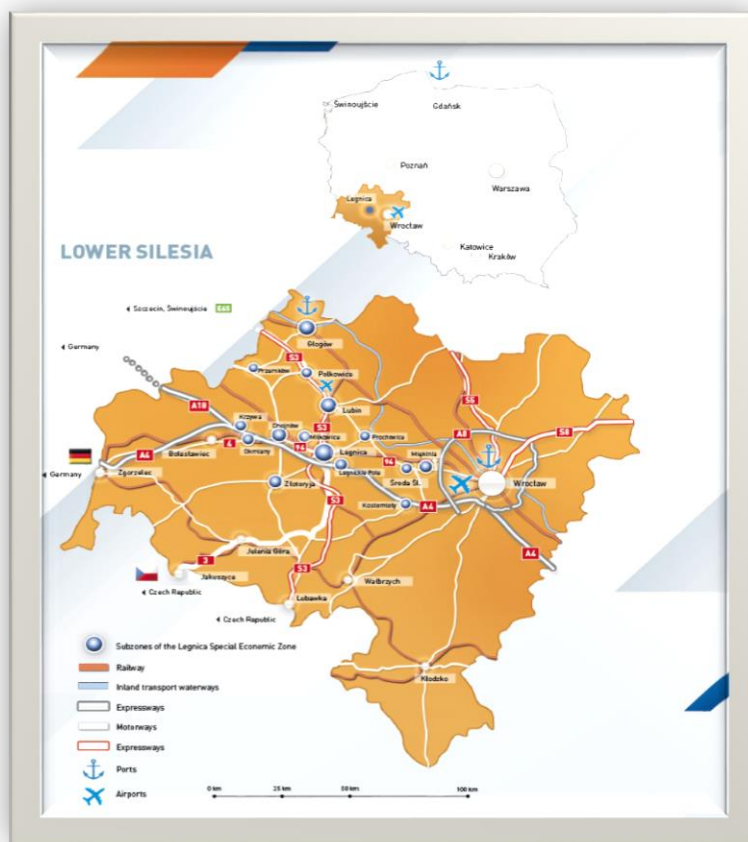 Świnoujście
Gdańsk
Poznań
Warszawa
Legnica
Wrocław
Katowice
Kraków
LOWER SILESIA
Szczecin, Świnoujście E65
Germany
Głogów
S3
Przemków
Polkowice
Lubin
S5
S8
A18
Krzywa
Chojnów
Miłkowice
S3
Prochowice
A8
Bolesławiec
4
Okmiany
94
Legnica
94
Miękinia
A4
Zgorzelec
Germany
Legnickie Pole
Środa Śl.
Wrocław
Złotoryja
S3
Kostomłoty
A4
A4
3
Jelenia Góra
Jakuszyce
S3
Wałbrzych
Czech Republic
Lubawka
Czech Republic
Kłodzko
Subzones of the Legnica Special Economic Zone
Railway
Inland transport waterways
Expressways
Motorways
Expressways
Ports
Airports
0 km
25 km
50 km
100 km